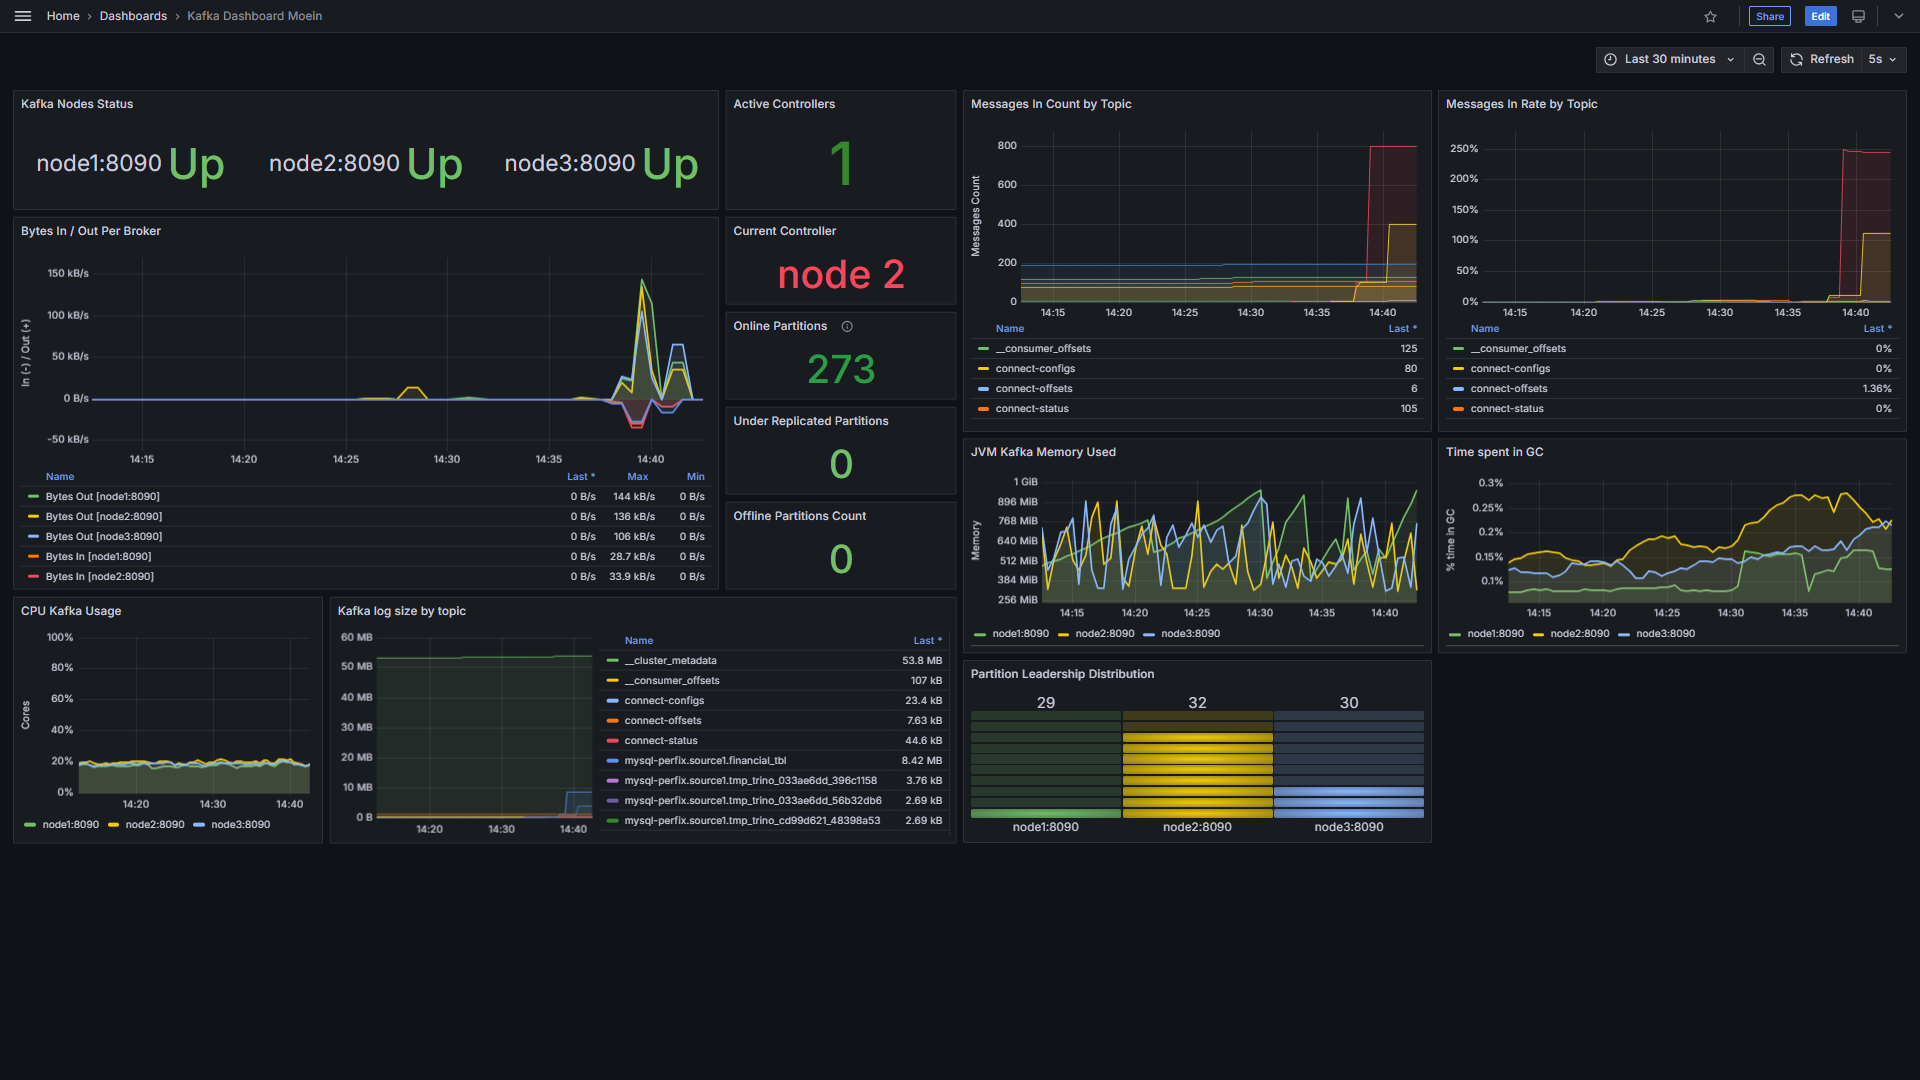 Home › Dashboards › Kafka Dashboard Moein
Share
Edit
Last 30 minutes
Refresh
5s
Kafka Nodes Status
node1:8090 Up
node2:8090 Up
node3:8090 Up
Bytes In / Out Per Broker
In (-) / Out (+)
150 kB/s
100 kB/s
50 kB/s
0 B/s
-50 kB/s
14:15 14:20 14:25 14:30 14:35 14:40
Name Last * Max Min
Bytes Out [node1:8090] 0 B/s 144 kB/s 0 B/s
Bytes Out [node2:8090] 0 B/s 136 kB/s 0 B/s
Bytes Out [node3:8090] 0 B/s 106 kB/s 0 B/s
Bytes In [node1:8090] 0 B/s 28.7 kB/s 0 B/s
Bytes In [node2:8090] 0 B/s 33.9 kB/s 0 B/s
Active Controllers
1
Current Controller
node 2
Online Partitions
273
Under Replicated Partitions
0
Offline Partitions Count
0
Messages In Count by Topic
Messages Count
800
600
400
200
0
14:15 14:20 14:25 14:30 14:35 14:40
Name Last *
__consumer_offsets 125
connect-configs 80
connect-offsets 6
connect-status 105
Messages In Rate by Topic
250%
200%
150%
100%
50%
0%
14:15 14:20 14:25 14:30 14:35 14:40
Name Last *
__consumer_offsets 0%
connect-configs 0%
connect-offsets 1.36%
connect-status 0%
JVM Kafka Memory Used
Memory
1 GiB
896 MiB
768 MiB
640 MiB
512 MiB
384 MiB
256 MiB
14:15 14:20 14:25 14:30 14:35 14:40
node1:8090 node2:8090 node3:8090
Time spent in GC
% time in GC
0.3%
0.25%
0.2%
0.15%
0.1%
14:15 14:20 14:25 14:30 14:35 14:40
node1:8090 node2:8090 node3:8090
CPU Kafka Usage
Cores
100%
80%
60%
40%
20%
0%
14:20 14:30 14:40
node1:8090 node2:8090 node3:8090
Kafka log size by topic
60 MB
50 MB
40 MB
30 MB
20 MB
10 MB
0 B
14:20 14:30 14:40
Name Last *
__cluster_metadata 53.8 MB
__consumer_offsets 107 kB
connect-configs 23.4 kB
connect-offsets 7.63 kB
connect-status 44.6 kB
mysql-perfix.source1.financial_tbl 8.42 MB
mysql-perfix.source1.tmp_trino_033ae6dd_396c1158 3.76 kB
mysql-perfix.source1.tmp_trino_033ae6dd_56b32db6 2.69 kB
mysql-perfix.source1.tmp_trino_cd99d621_48398a53 2.69 kB
Partition Leadership Distribution
29 32 30
node1:8090 node2:8090 node3:8090